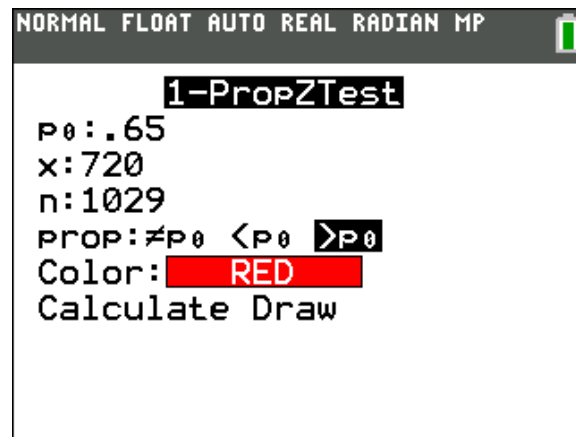 NORMAL FLOAT AUTO REAL RADIAN MP
1-PropZTest
p₀:.65
x:720
n:1029
prop:≠p₀ <p₀ >p₀
Color: RED
Calculate Draw